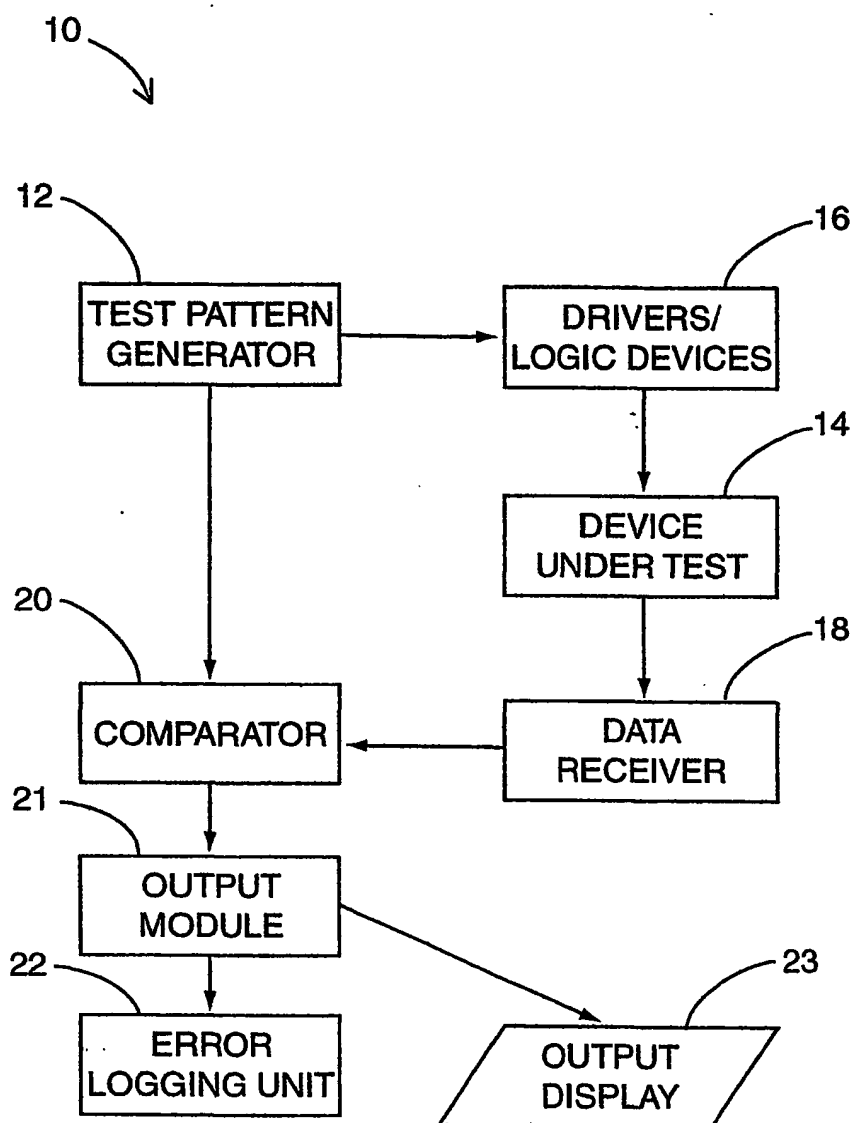 10
12
16
TEST PATTERN
GENERATOR
DRIVERS/
LOGIC DEVICES
14
DEVICE
UNDER TEST
20
18
COMPARATOR
DATA
RECEIVER
21
OUTPUT
MODULE
22
23
ERROR
LOGGING UNIT
OUTPUT
DISPLAY